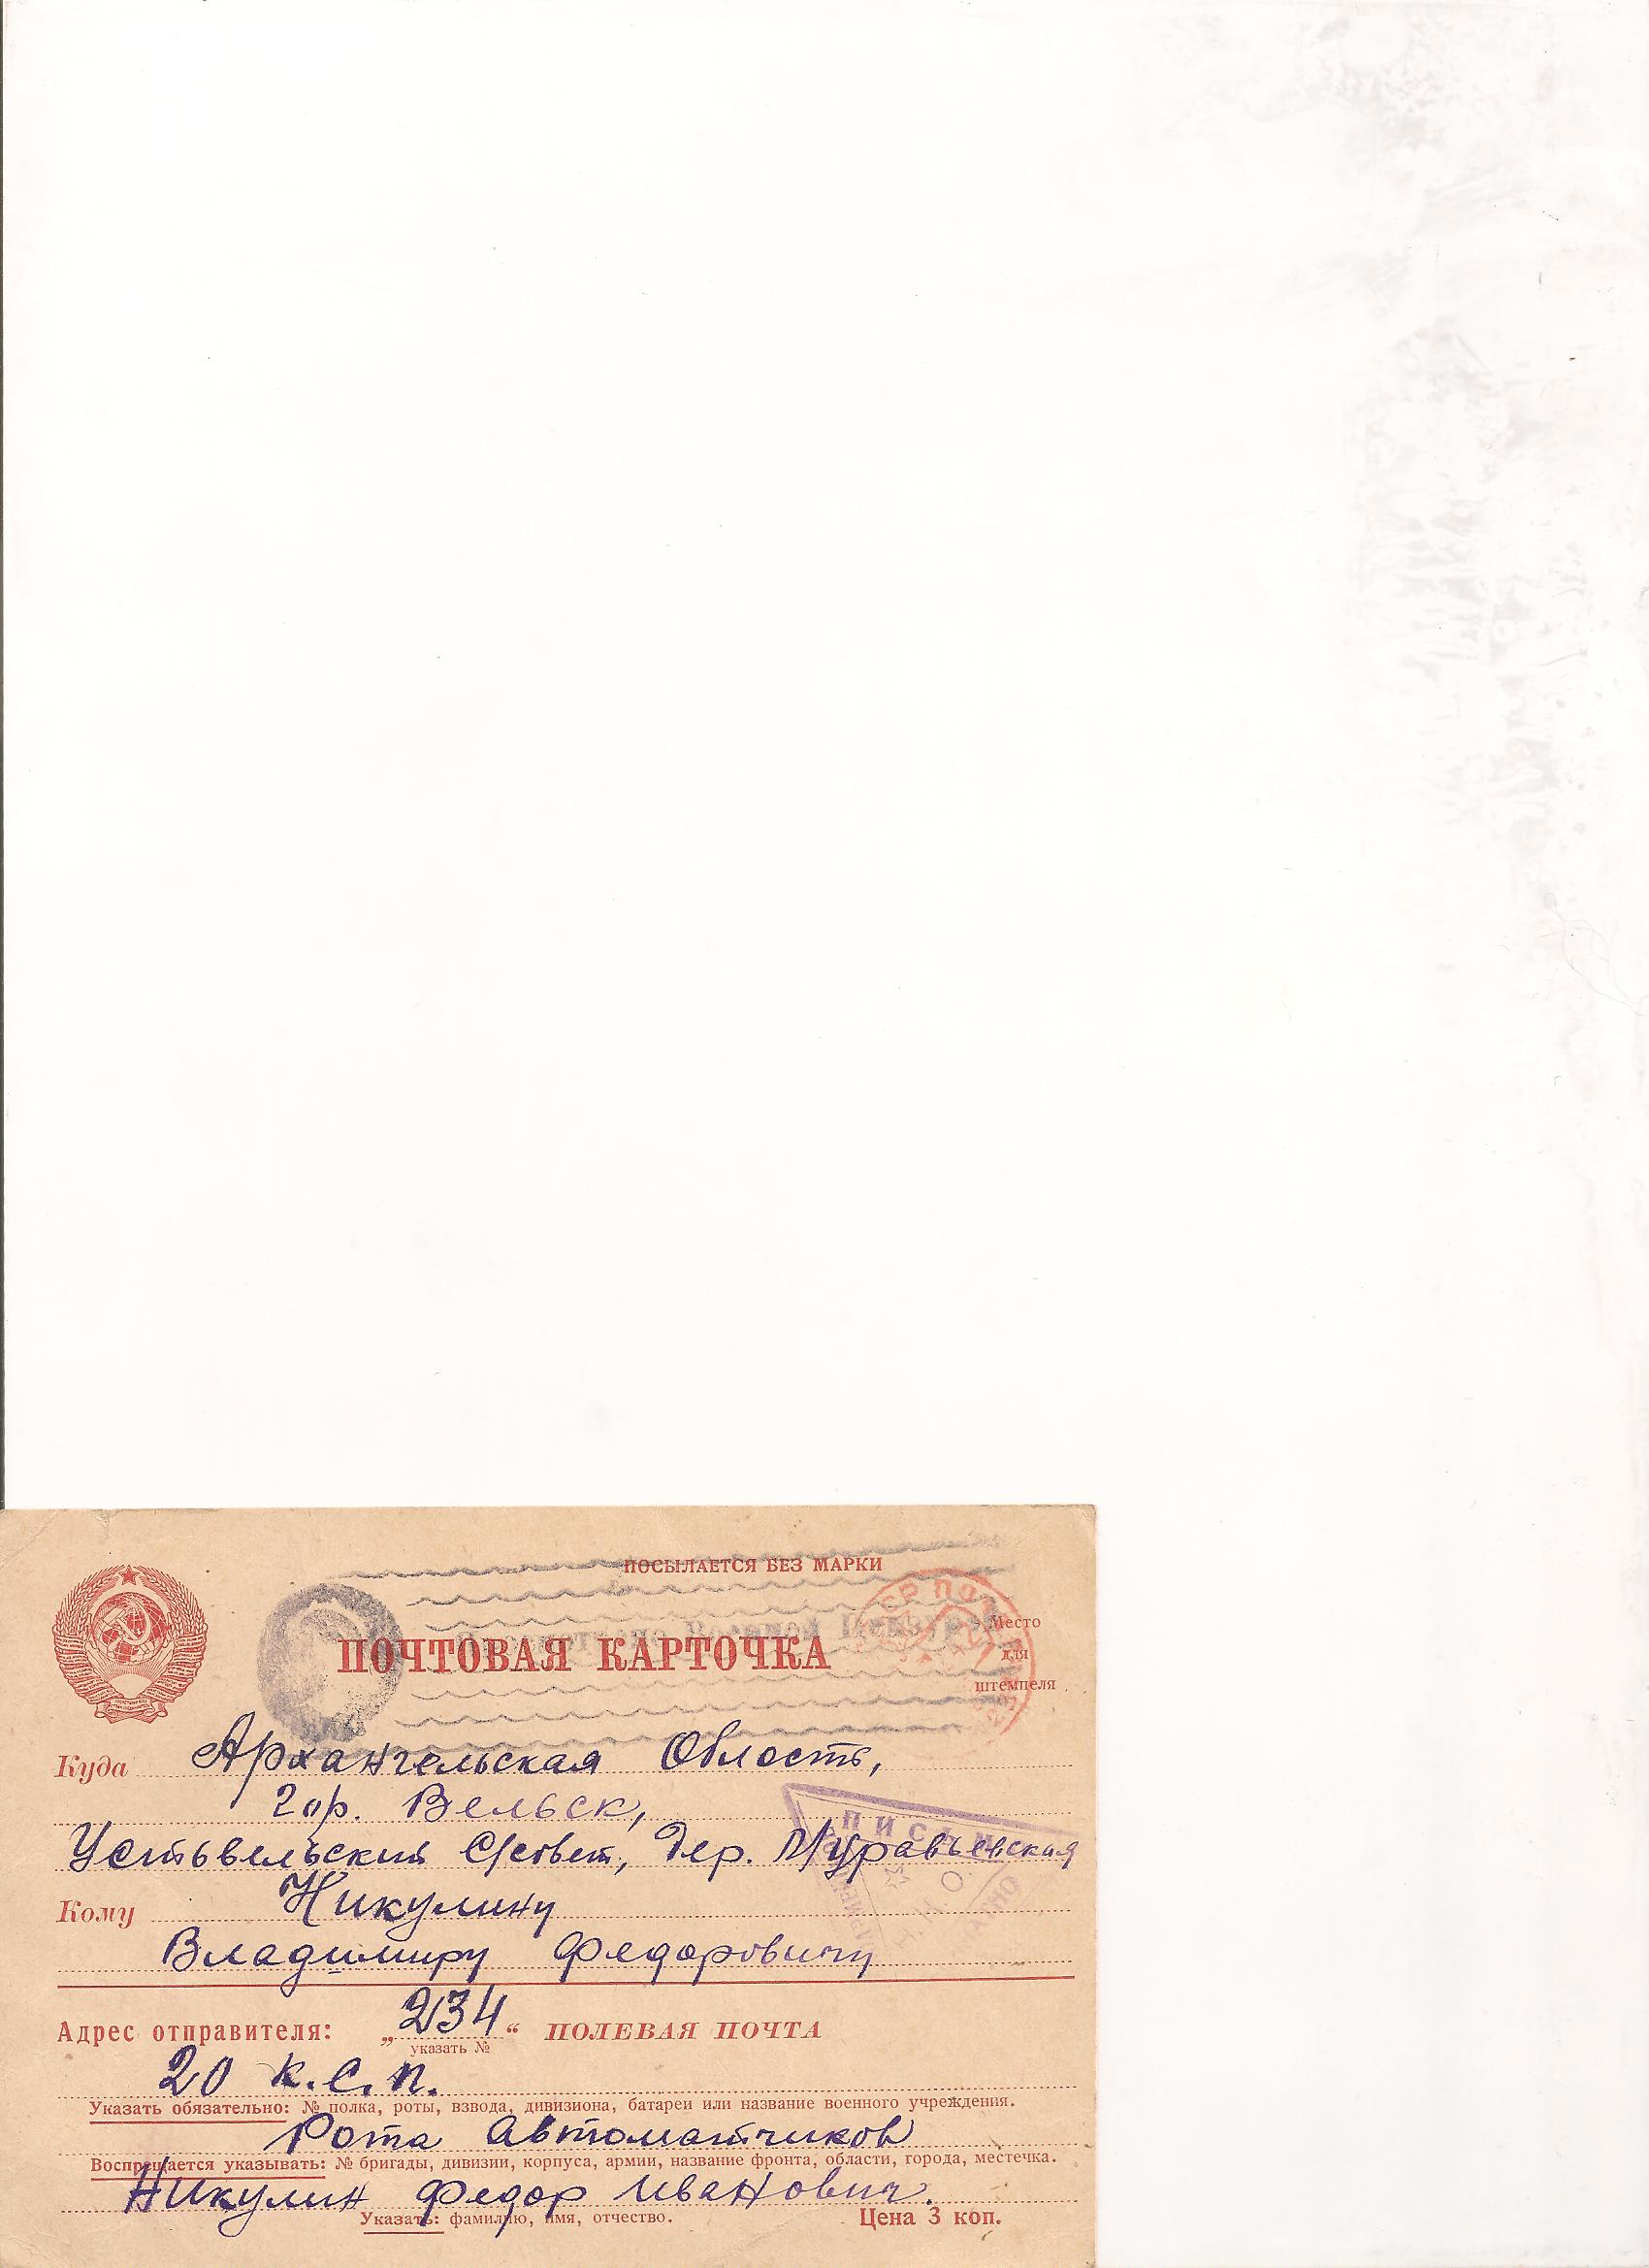 ПОСЫЛАЕТСЯ БЕЗ МАРКИ
ПОЧТОВАЯ КАРТОЧКА
Место
для
штемпеля
Куда Архангельская Область,
гор. Вельск,
Устьвельский С/совет, дер. Муравьевская
ПИСЬМО
Кому Никулину
Владимиру Федоровичу
Адрес отправителя: „234“ ПОЛЕВАЯ ПОЧТА
указать №
20 к.с.п.
Указать обязательно: № полка, роты, взвода, дивизиона, батареи или название военного учреждения.
Рота Автоматчиков
Воспрещается указывать: № бригады, дивизии, корпуса, армии, название фронта, области, города, местечка.
Никулин Федор Иванович.
Указать: фамилию, имя, отчество.
Цена 3 коп.